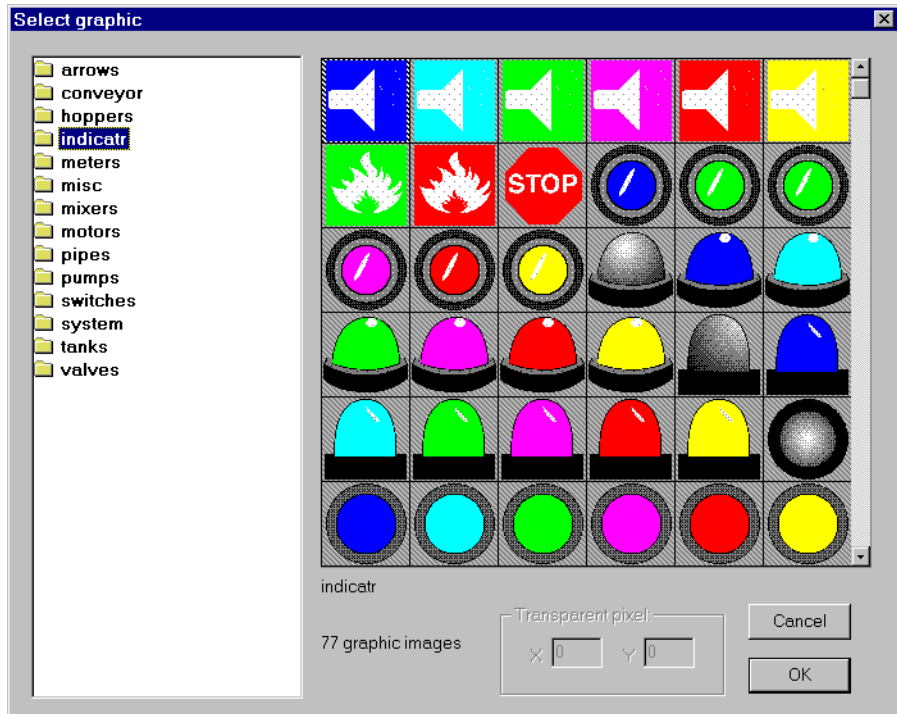 Select graphic
arrows
conveyor
hoppers
indicatr
meters
misc
mixers
motors
pipes
pumps
switches
system
tanks
valves
STOP
indicatr
77 graphic images
Transparent pixel:
X 0 Y 0
Cancel
OK